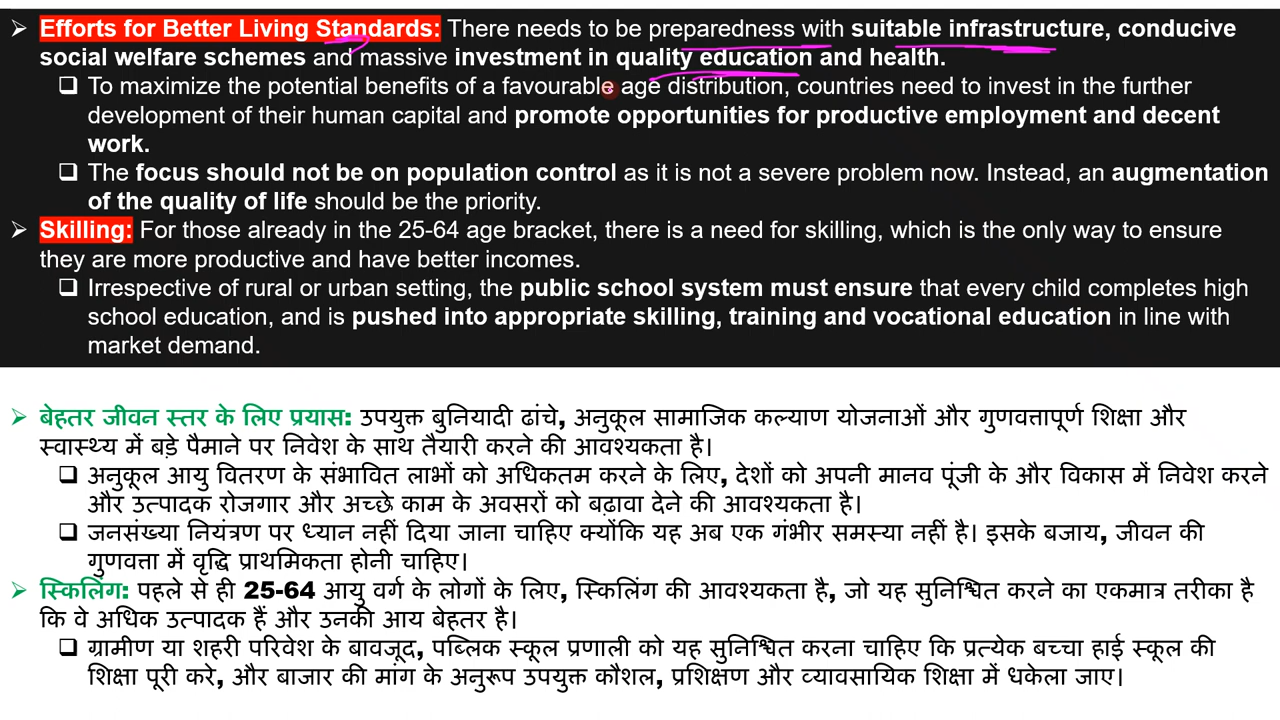 ➢ Efforts for Better Living Standards: There needs to be preparedness with suitable infrastructure, conducive
social welfare schemes and massive investment in quality education and health.
❑ To maximize the potential benefits of a favourable age distribution, countries need to invest in the further
development of their human capital and promote opportunities for productive employment and decent
work.
❑ The focus should not be on population control as it is not a severe problem now. Instead, an augmentation
of the quality of life should be the priority.
➢ Skilling: For those already in the 25-64 age bracket, there is a need for skilling, which is the only way to ensure
they are more productive and have better incomes.
❑ Irrespective of rural or urban setting, the public school system must ensure that every child completes high
school education, and is pushed into appropriate skilling, training and vocational education in line with
market demand.
➢ बेहतर जीवन स्तर के लिए प्रयास: उपयुक्त बुनियादी ढांचे, अनुकूल सामाजिक कल्याण योजनाओं और गुणवत्तापूर्ण शिक्षा और
स्वास्थ्य में बड़े पैमाने पर निवेश के साथ तैयारी करने की आवश्यकता है।
❑ अनुकूल आयु वितरण के संभावित लाभों को अधिकतम करने के लिए, देशों को अपनी मानव पूंजी के और विकास में निवेश करने
और उत्पादक रोजगार और अच्छे काम के अवसरों को बढ़ावा देने की आवश्यकता है।
❑ जनसंख्या नियंत्रण पर ध्यान नहीं दिया जाना चाहिए क्योंकि यह अब एक गंभीर समस्या नहीं है। इसके बजाय, जीवन की
गुणवत्ता में वृद्धि प्राथमिकता होनी चाहिए।
➢ स्किलिंग: पहले से ही 25-64 आयु वर्ग के लोगों के लिए, स्किलिंग की आवश्यकता है, जो यह सुनिश्चित करने का एकमात्र तरीका है
कि वे अधिक उत्पादक हैं और उनकी आय बेहतर है।
❑ ग्रामीण या शहरी परिवेश के बावजूद, पब्लिक स्कूल प्रणाली को यह सुनिश्चित करना चाहिए कि प्रत्येक बच्चा हाई स्कूल की
शिक्षा पूरी करे, और बाजार की मांग के अनुरूप उपयुक्त कौशल, प्रशिक्षण और व्यावसायिक शिक्षा में धकेला जाए।